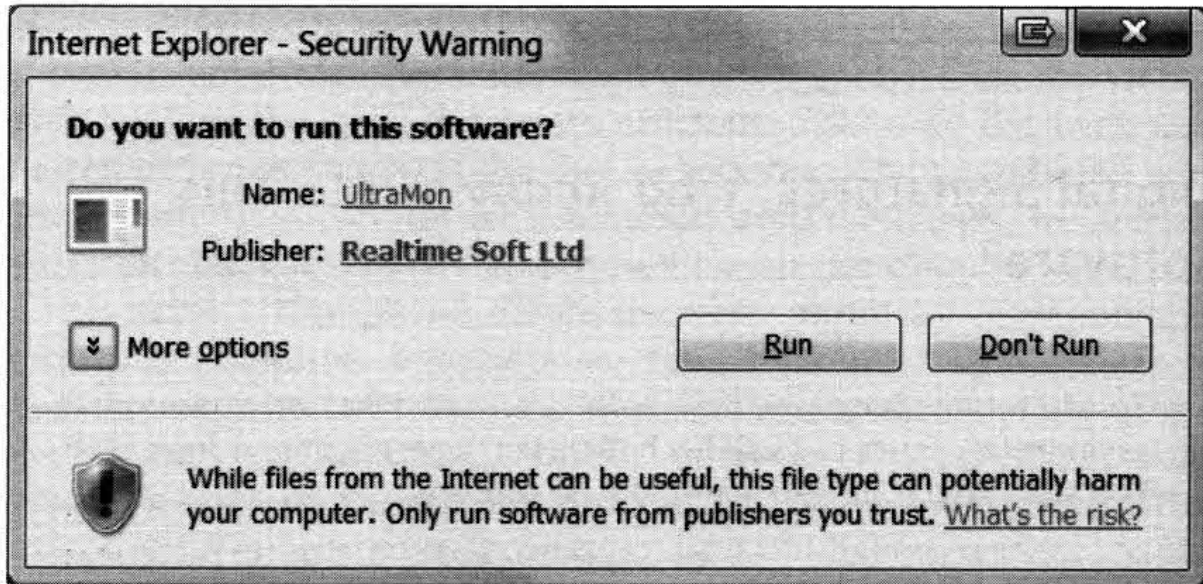 Internet Explorer - Security Warning
Do you want to run this software?
Name: UltraMon
Publisher: Realtime Soft Ltd
More options
Run
Don't Run
While files from the Internet can be useful, this file type can potentially harm
your computer. Only run software from publishers you trust. What's the risk?